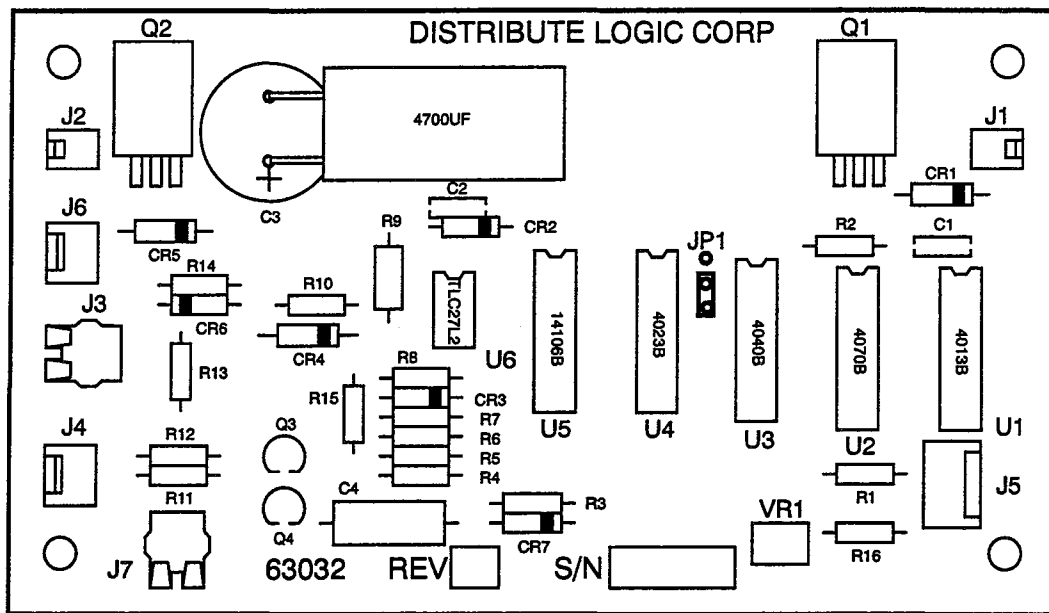 Q2
DISTRIBUTE LOGIC CORP
Q1
J2
4700UF
J1
CR1
C2
C3
J6
R9
CR2
JP1
R2
C1
CR5
R14
R10
TLC27L2
J3
CR6
CR4
14106B
4023B
4040B
4070B
4013B
U6
R8
R13
R15
CR3
R7
R6
R5
R4
Q3
J4
R12
U5
U4
U3
U2
U1
R11
C4
R3
R1
J5
VR1
Q4
CR7
R16
J7
63032
REV
S/N